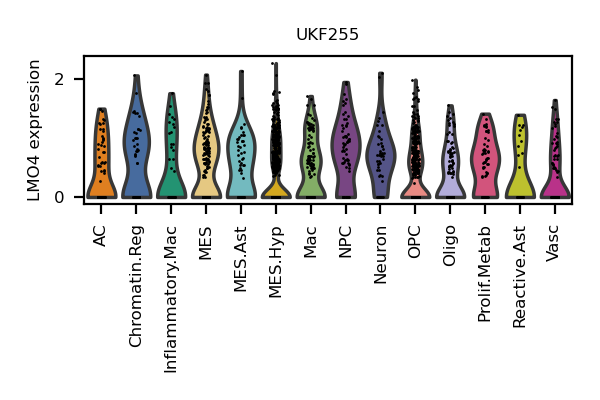 UKF255
LMO4 expression
2
0
AC
Chromatin.Reg
Inflammatory.Mac
MES
MES.Ast
MES.Hyp
Mac
NPC
Neuron
OPC
Oligo
Prolif.Metab
Reactive.Ast
Vasc